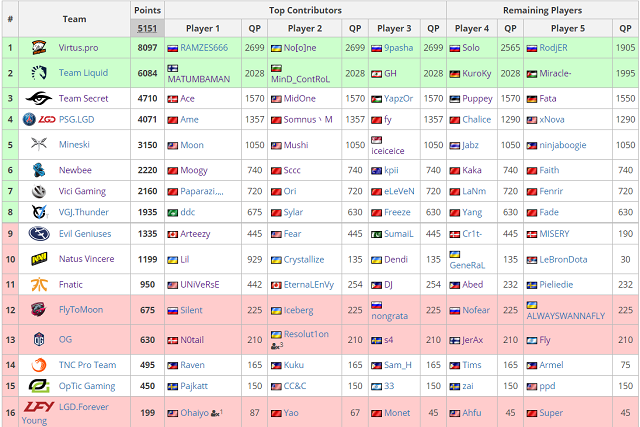 # Team Points Top Contributors Remaining Players
5151 Player 1 QP Player 2 QP Player 3 QP Player 4 QP Player 5 QP
1 Virtus.pro 8097 RAMZES666 2699 No[o]ne 2699 9pasha 2699 Solo 2565 RodjER 1905
2 Team Liquid 6084 MATUMBAMAN 2028 MinD_ContRoL 2028 GH 2028 KuroKy 2028 Miracle- 1995
3 Team Secret 4710 Ace 1570 MidOne 1570 YapzOr 1570 Puppey 1570 Fata 1550
4 LGD PSG.LGD 4071 Ame 1357 Somnus丶M 1357 fy 1357 Chalice 1290 xNova 1290
5 Mineski 3150 Moon 1050 Mushi 1050 iceiceice 1050 Jabz 1050 ninjaboogie 1050
6 Newbee 2220 Moogy 740 Sccc 740 kpii 740 Kaka 740 Faith 740
7 Vici Gaming 2160 Paparazi灬 720 Ori 720 eLeVeN 720 LaNm 720 Fenrir 720
8 VGJ.Thunder 1935 ddc 675 Sylar 630 Freeze 630 Yang 630 Fade 630
9 Evil Geniuses 1335 Arteezy 445 Fear 445 SumaiL 445 Cr1t- 445 MISERY 190
10 NAVI Natus Vincere 1199 Lil 929 Crystallize 135 Dendi 135 GeneRaL 135 LeBronDota 30
11 Fnatic 950 UNiVeRsE 442 EternaLEnVy 254 DJ 254 Abed 232 Pieliedie 232
12 FlyToMoon 675 Silent 225 Iceberg 225 nongrata 225 Nofear 225 ALWAYSWANNAFLY 225
13 OG 630 N0tail 210 Resolut1on 3 210 s4 210 JerAx 210 Fly 210
14 TNC Pro Team 495 Raven 165 Kuku 165 Sam_H 165 Tims 165 Armel 75
15 OpTic Gaming 450 Pajkatt 150 CC&C 150 33 150 zai 150 ppd 150
16 LFY LGD.Forever Young 199 Ohaiyo 1 87 Yao 67 Monet 45 Ahfu 45 Super 45